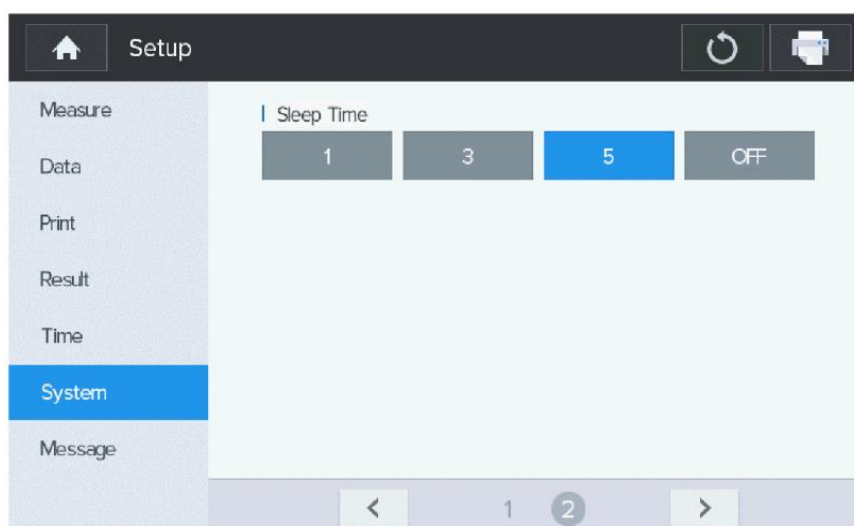 Setup
Measure
Data
Print
Result
Time
System
Message
Sleep Time
1 3 5 OFF
< 1 2 >